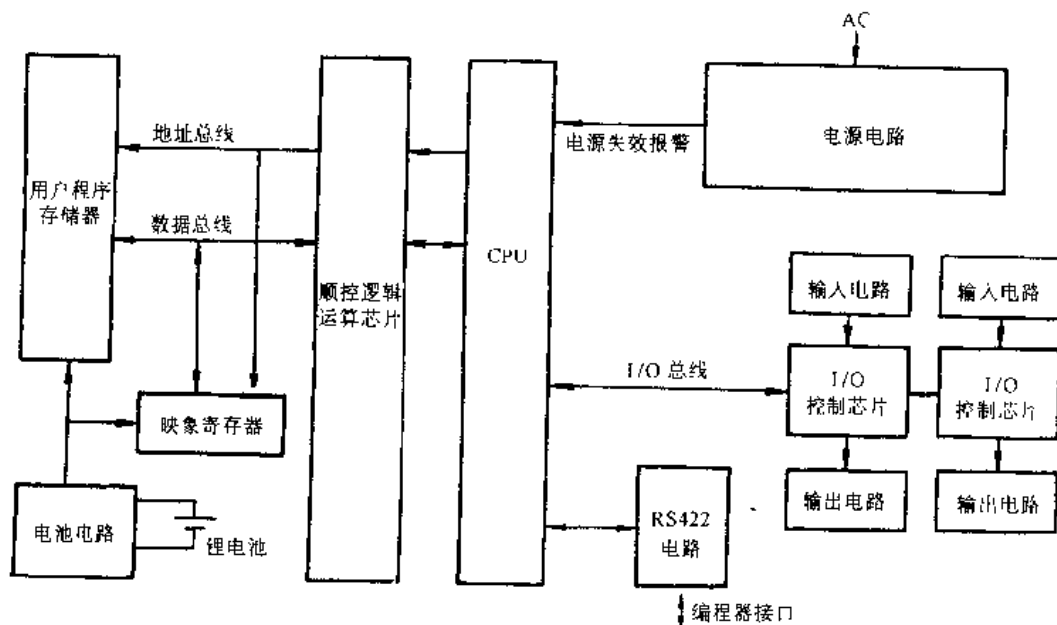 AC
电源电路
电源失效报警
地址总线
用户程序
存储器
数据总线
CPU
顺控逻辑
运算芯片
输入电路
输入电路
I/O 总线
I/O
控制芯片
I/O
控制芯片
映象寄存器
输出电路
输出电路
RS422
电路
电池电路
锂电池
编程器接口